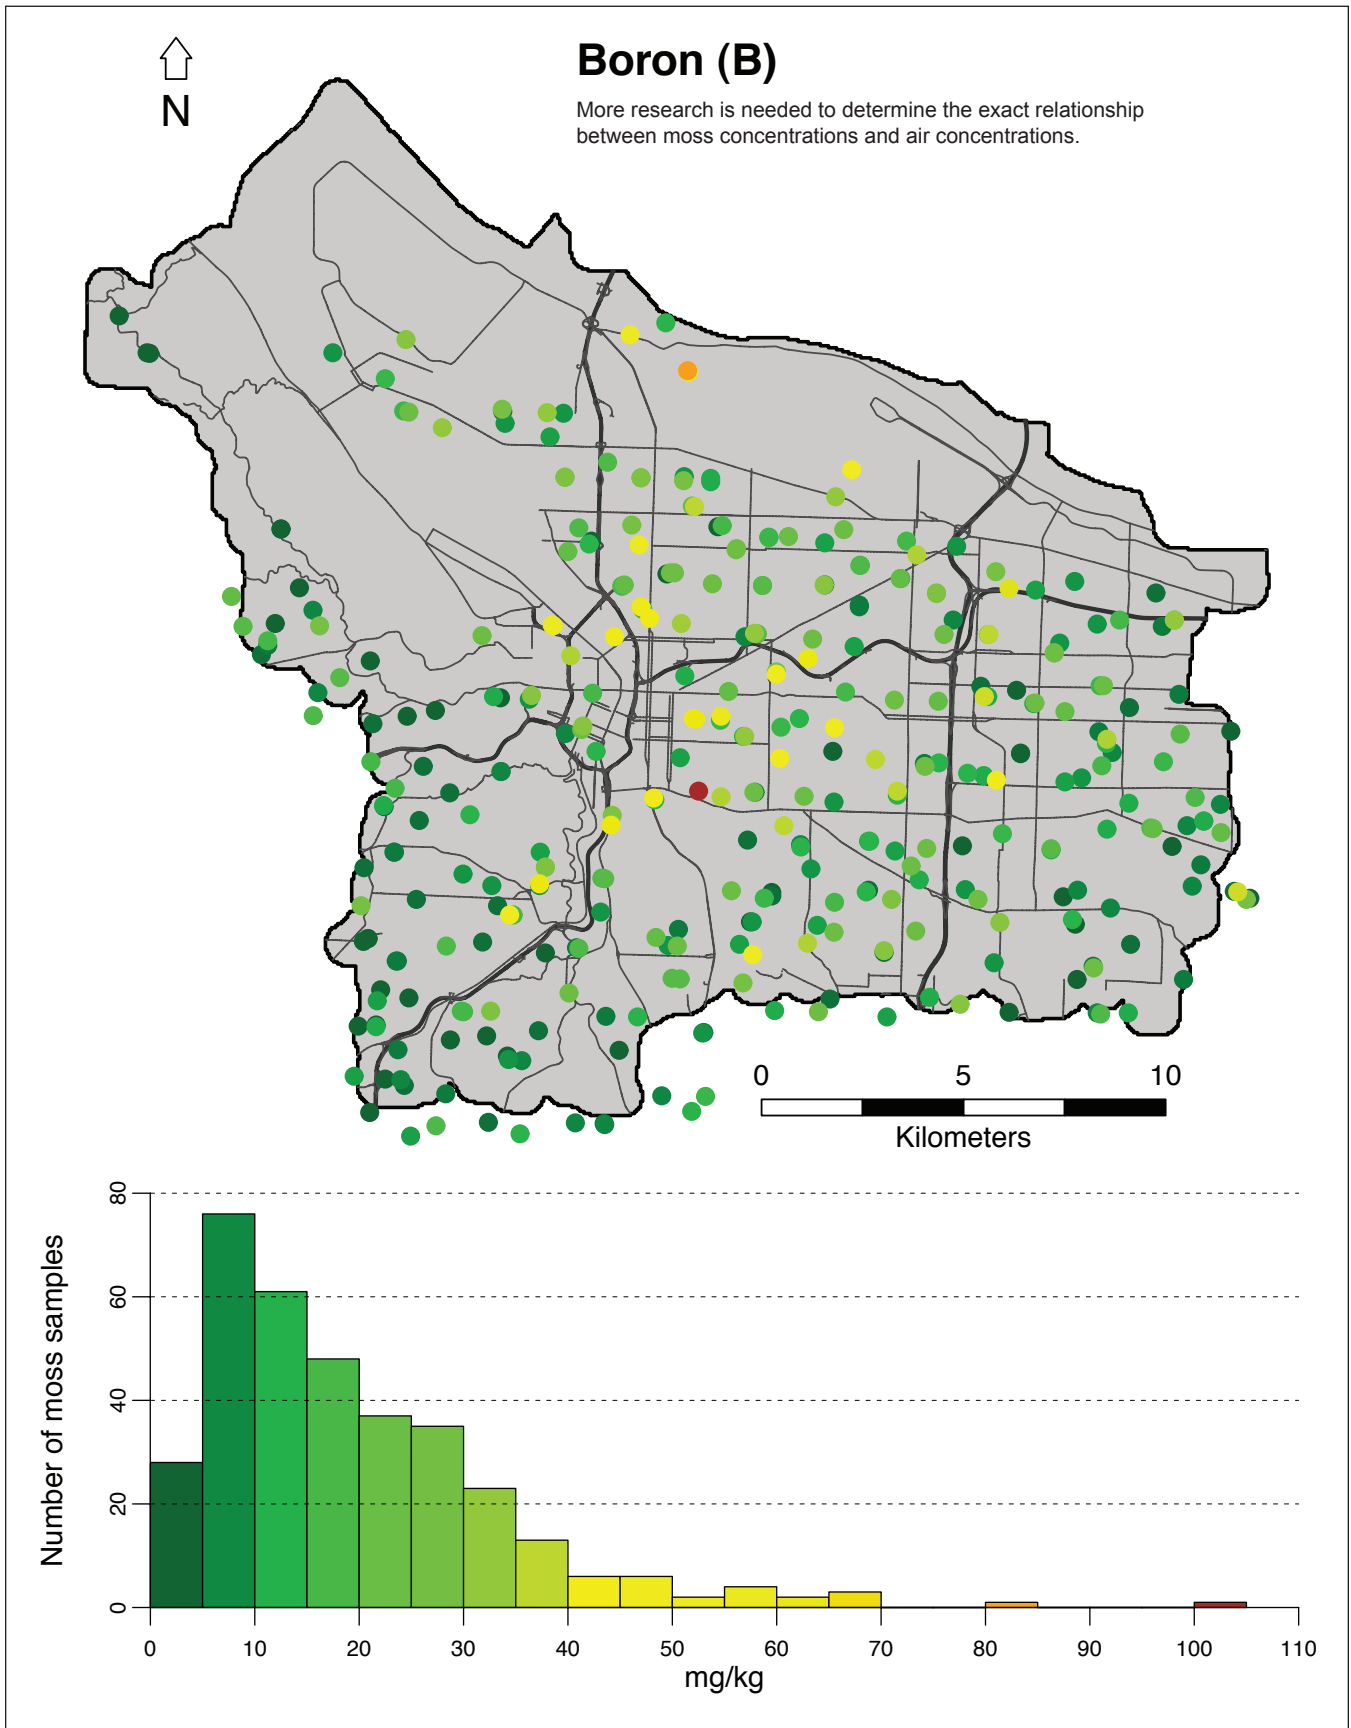 N
Boron (B)
More research is needed to determine the exact relationship
between moss concentrations and air concentrations.
0 5 10
Kilometers
Number of moss samples
80
60
40
20
0
0 10 20 30 40 50 60 70 80 90 100 110
mg/kg